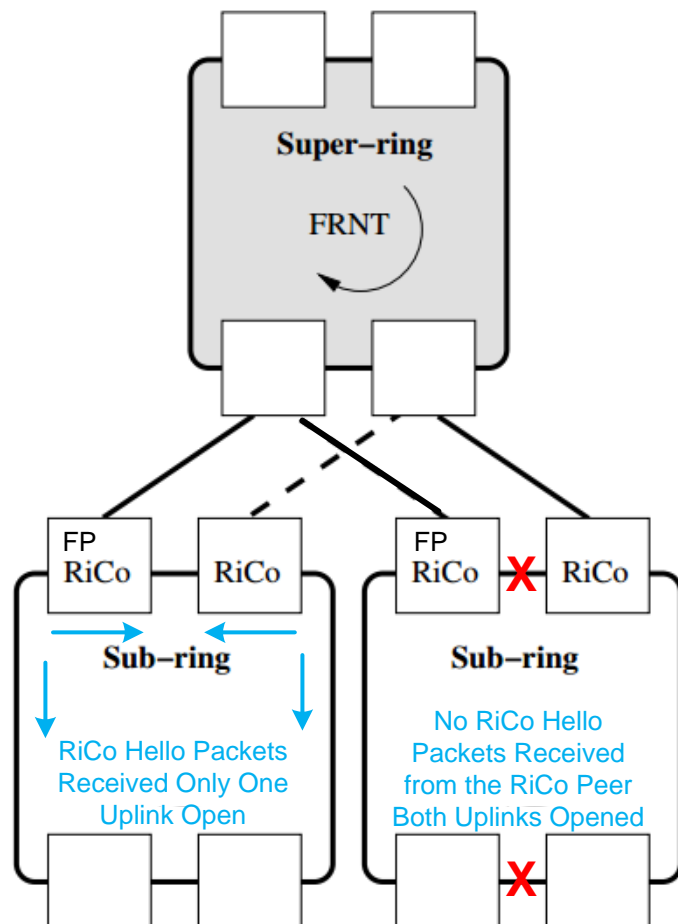 Super-ring
FRNT
FP
RiCo
RiCo
FP
RiCo
X
RiCo
Sub-ring
RiCo Hello Packets
Received Only One
Uplink Open
Sub-ring
No RiCo Hello
Packets Received
from the RiCo Peer
Both Uplinks Opened
X